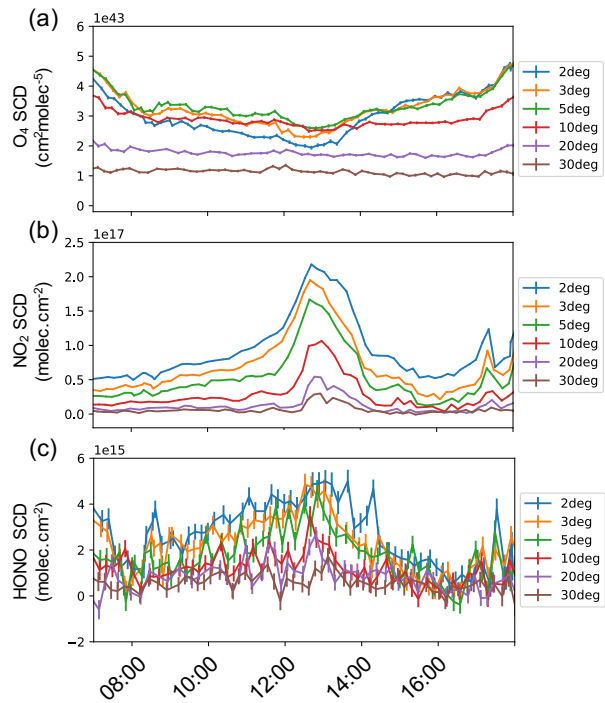 (a)
1e43
6
5
4
3
2
1
0
O₄ SCD
(cm²molec⁻⁵)
2deg
3deg
5deg
10deg
20deg
30deg
(b)
1e17
2.5
2.0
1.5
1.0
0.5
0.0
NO₂ SCD
(molec.cm⁻²)
2deg
3deg
5deg
10deg
20deg
30deg
(c)
1e15
6
4
2
0
−2
HONO SCD
(molec.cm⁻²)
2deg
3deg
5deg
10deg
20deg
30deg
08:00
10:00
12:00
14:00
16:00